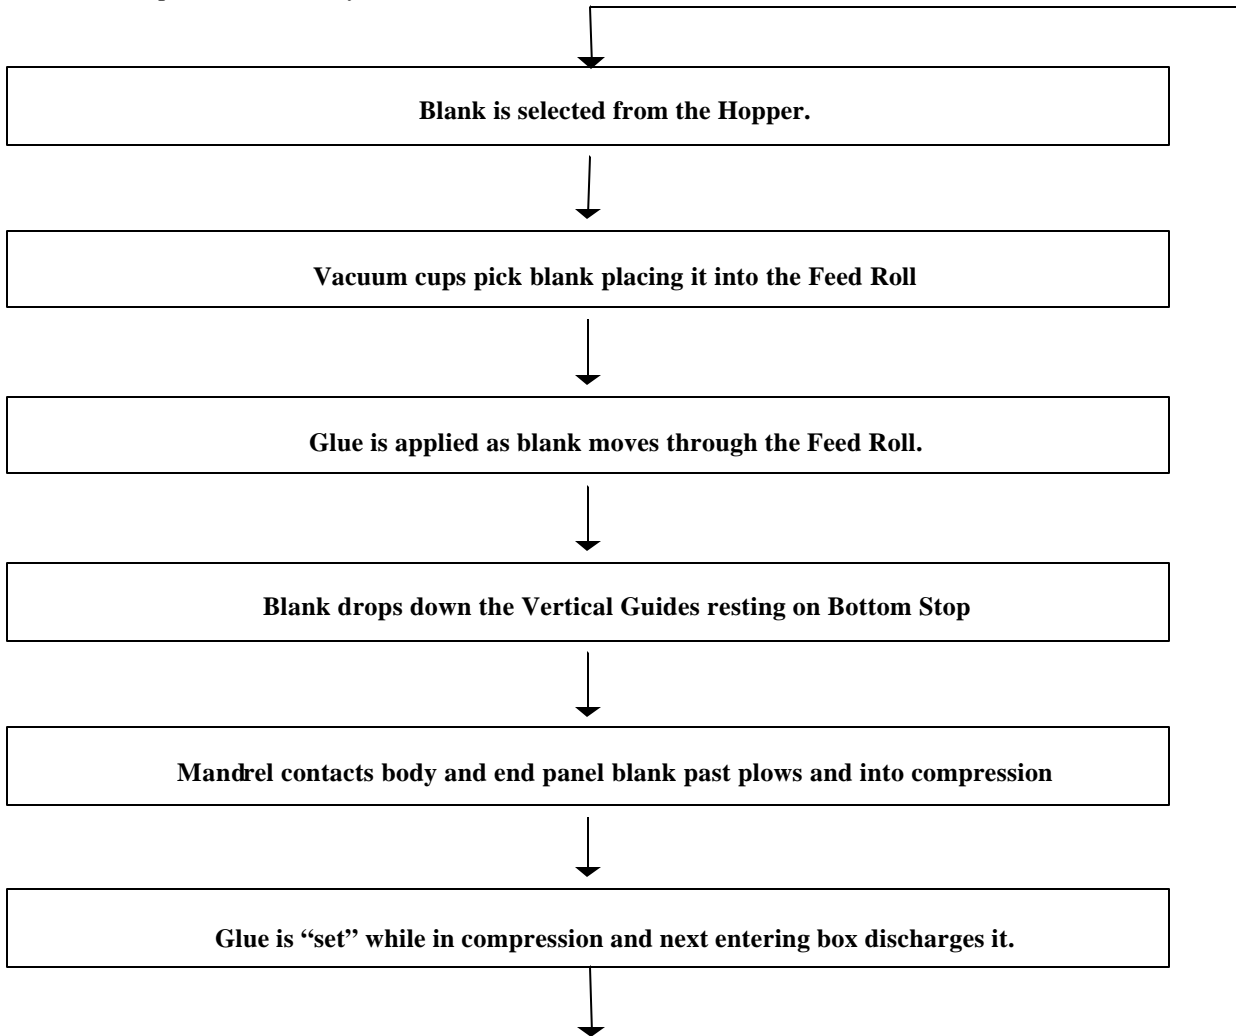 Blank is selected from the Hopper.
Vacuum cups pick blank placing it into the Feed Roll
Glue is applied as blank moves through the Feed Roll.
Blank drops down the Vertical Guides resting on Bottom Stop
Mandrel contacts body and end panel blank past plows and into compression
Glue is “set” while in compression and next entering box discharges it.